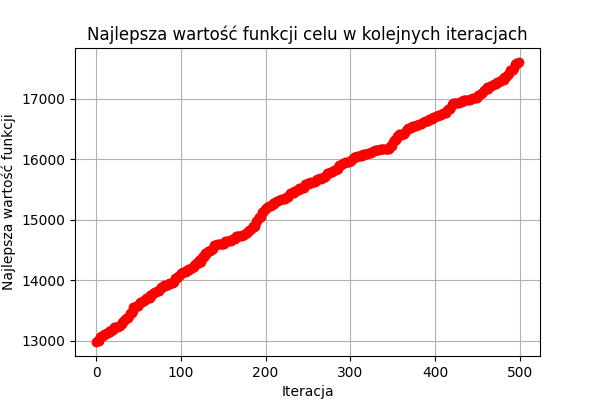 Najlepsza wartość funkcji celu w kolejnych iteracjach
Najlepsza wartość funkcji
17000
16000
15000
14000
13000
0 100 200 300 400 500
Iteracja